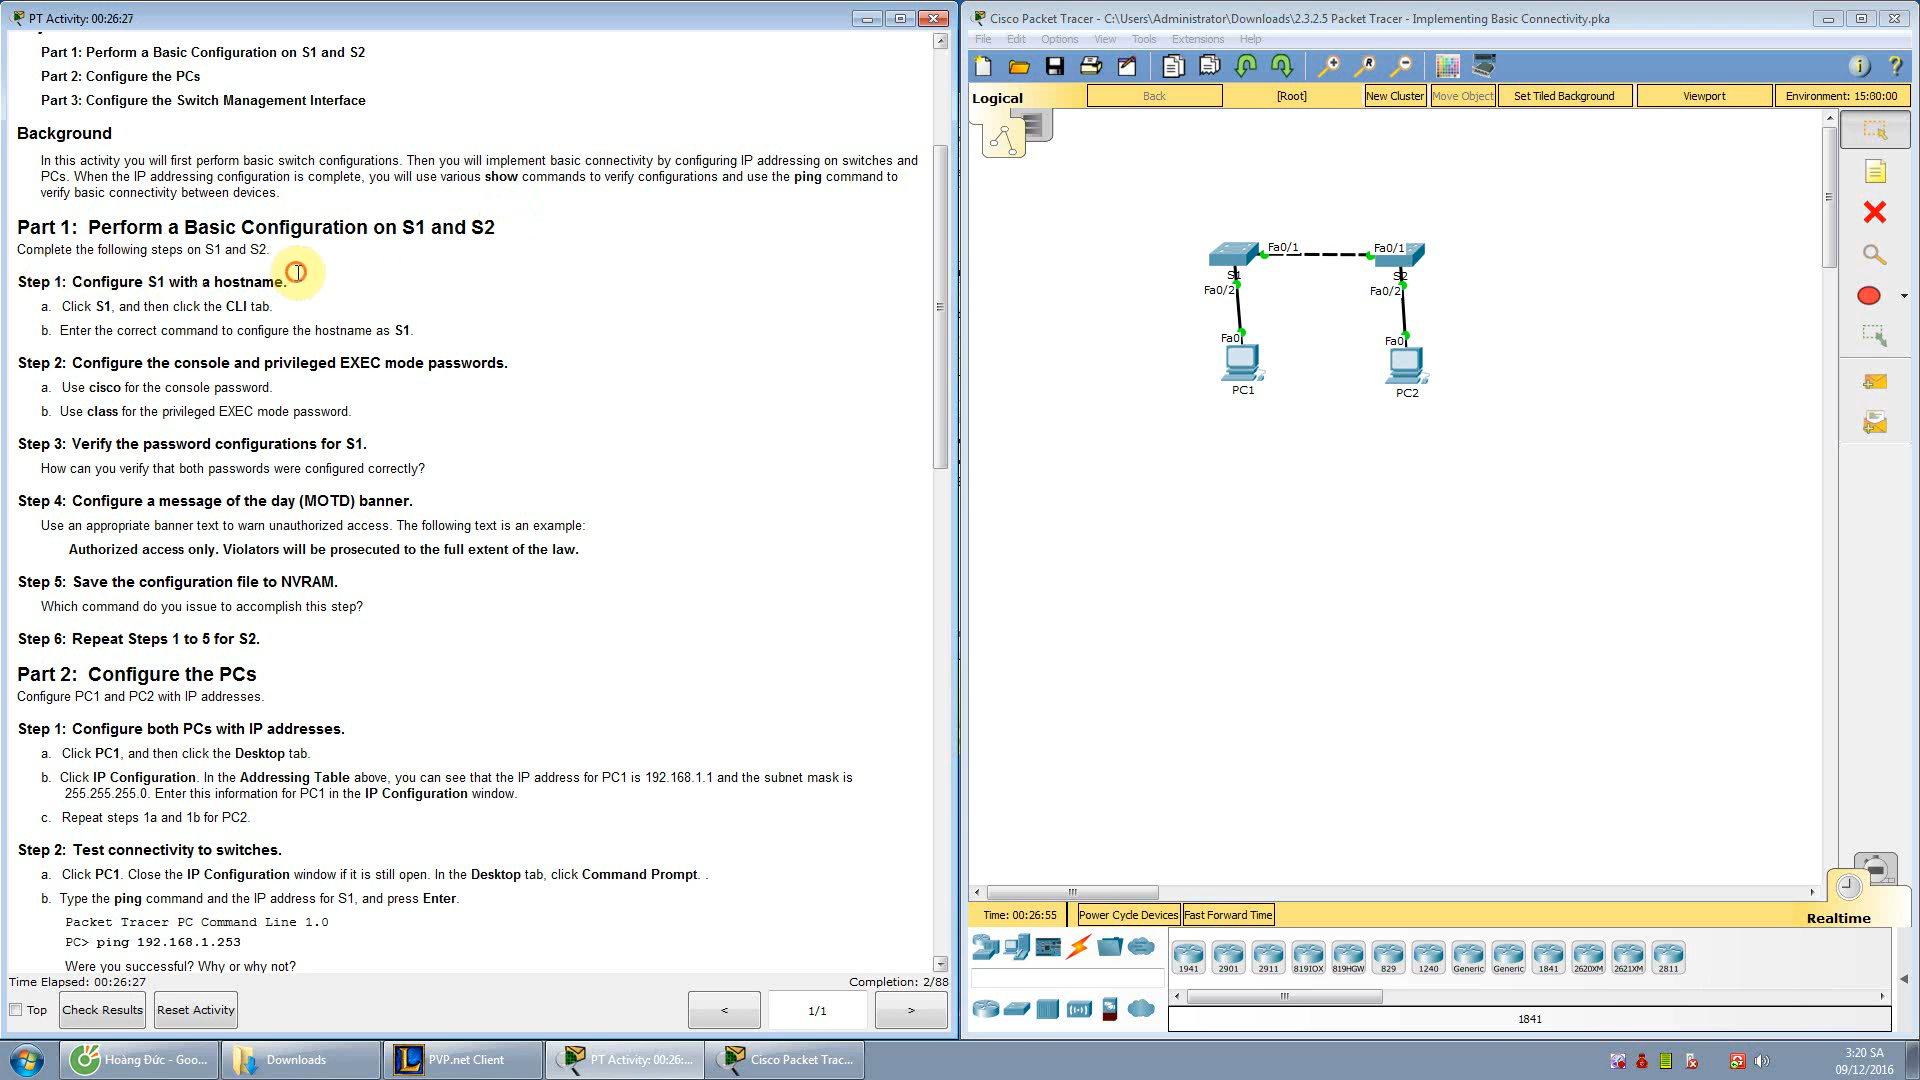 PT Activity: 00:26:27
Part 1: Perform a Basic Configuration on S1 and S2
Part 2: Configure the PCs
Part 3: Configure the Switch Management Interface
Background
In this activity you will first perform basic switch configurations. Then you will implement basic connectivity by configuring IP addressing on switches and
PCs. When the IP addressing configuration is complete, you will use various show commands to verify configurations and use the ping command to
verify basic connectivity between devices.
Part 1: Perform a Basic Configuration on S1 and S2
Complete the following steps on S1 and S2.
Step 1: Configure S1 with a hostname.
a. Click S1, and then click the CLI tab.
b. Enter the correct command to configure the hostname as S1.
Step 2: Configure the console and privileged EXEC mode passwords.
a. Use cisco for the console password.
b. Use class for the privileged EXEC mode password.
Step 3: Verify the password configurations for S1.
How can you verify that both passwords were configured correctly?
Step 4: Configure a message of the day (MOTD) banner.
Use an appropriate banner text to warn unauthorized access. The following text is an example:
Authorized access only. Violators will be prosecuted to the full extent of the law.
Step 5: Save the configuration file to NVRAM.
Which command do you issue to accomplish this step?
Step 6: Repeat Steps 1 to 5 for S2.
Part 2: Configure the PCs
Configure PC1 and PC2 with IP addresses.
Step 1: Configure both PCs with IP addresses.
a. Click PC1, and then click the Desktop tab.
b. Click IP Configuration. In the Addressing Table above, you can see that the IP address for PC1 is 192.168.1.1 and the subnet mask is
255.255.255.0. Enter this information for PC1 in the IP Configuration window.
c. Repeat steps 1a and 1b for PC2.
Step 2: Test connectivity to switches.
a. Click PC1. Close the IP Configuration window if it is still open. In the Desktop tab, click Command Prompt. .
b. Type the ping command and the IP address for S1, and press Enter.
Packet Tracer PC Command Line 1.0
PC> ping 192.168.1.253
Were you successful? Why or why not?
Time Elapsed: 00:26:27 Completion: 2/88
Top Check Results Reset Activity < 1/1 >
Cisco Packet Tracer - C:\Users\Administrator\Downloads\2.3.2.5 Packet Tracer - Implementing Basic Connectivity.pka
File Edit Options View Tools Extensions Help
Logical Back [Root] New Cluster Move Object Set Tiled Background Viewport Environment: 15:00:00
Fa0/1 Fa0/1
S1 S2
Fa0/2 Fa0/2
Fa0 Fa0
PC1 PC2
Time: 00:26:55 Power Cycle Devices Fast Forward Time Realtime
1941 2901 2911 819IOX 819HGW 829 1240 Generic Generic 1841 2620XM 2621XM 2811
1841
Hoàng Đức - Goo... Downloads PVP.net Client PT Activity: 00:26:... Cisco Packet Trac...
3:20 SA
09/12/2016